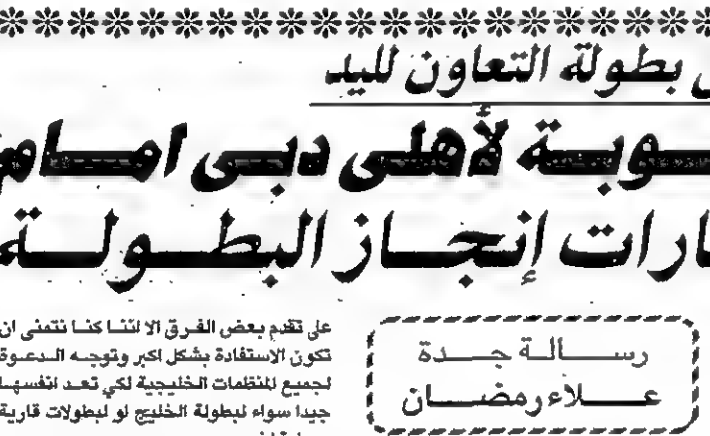 بطولة التعاون لليد
لأهلى دبى امام
إنجاز البطولة
رسالة جدة
علاء رمضان
على تقدم بعض الفرق الا اننا كنا نتمنى ان
تكون الاستفادة بشكل اكبر وتوجه الدعوة
لجميع المنظمات الخليجية لكي تعد انفسها
جيدا سواء لبطولة الخليج او لبطولات قارية